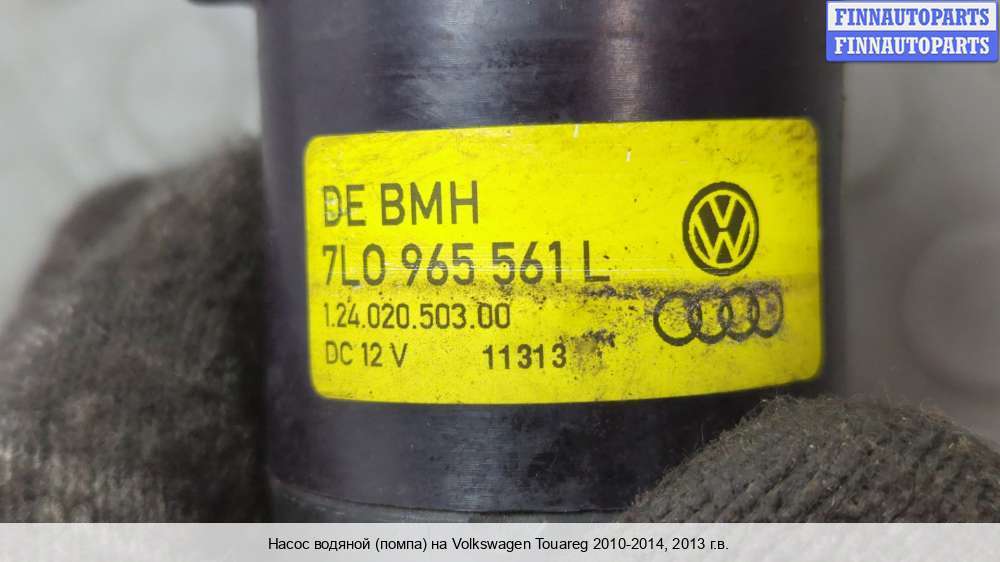 FINNAUTOPARTS
FINNAUTOPARTS
DE BMH
7L0 965 561 L
1.24.020.503.00
DC 12 V 11313
Насос водяной (помпа) на Volkswagen Touareg 2010-2014, 2013 г.в.